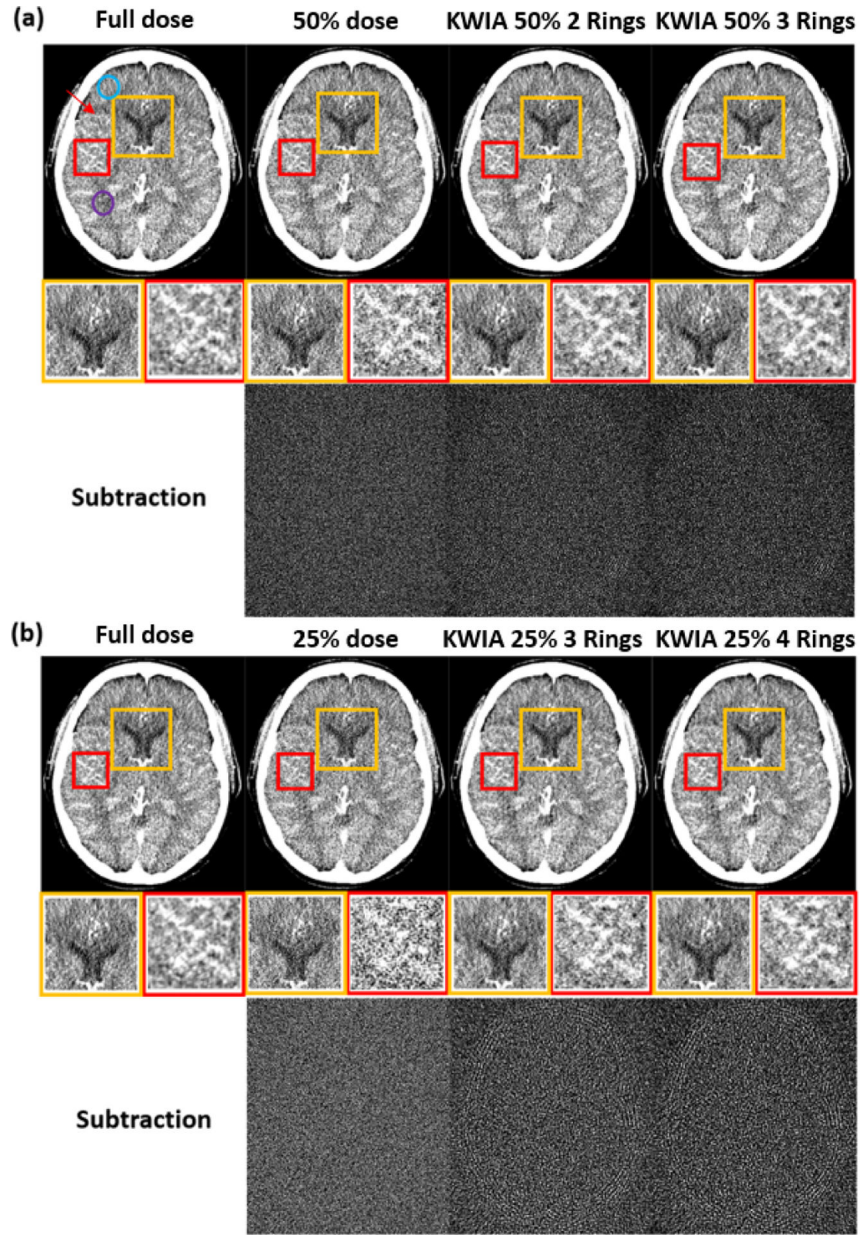 (a)
Full dose
50% dose
KWIA 50% 2 Rings
KWIA 50% 3 Rings
Subtraction
(b)
Full dose
25% dose
KWIA 25% 3 Rings
KWIA 25% 4 Rings
Subtraction